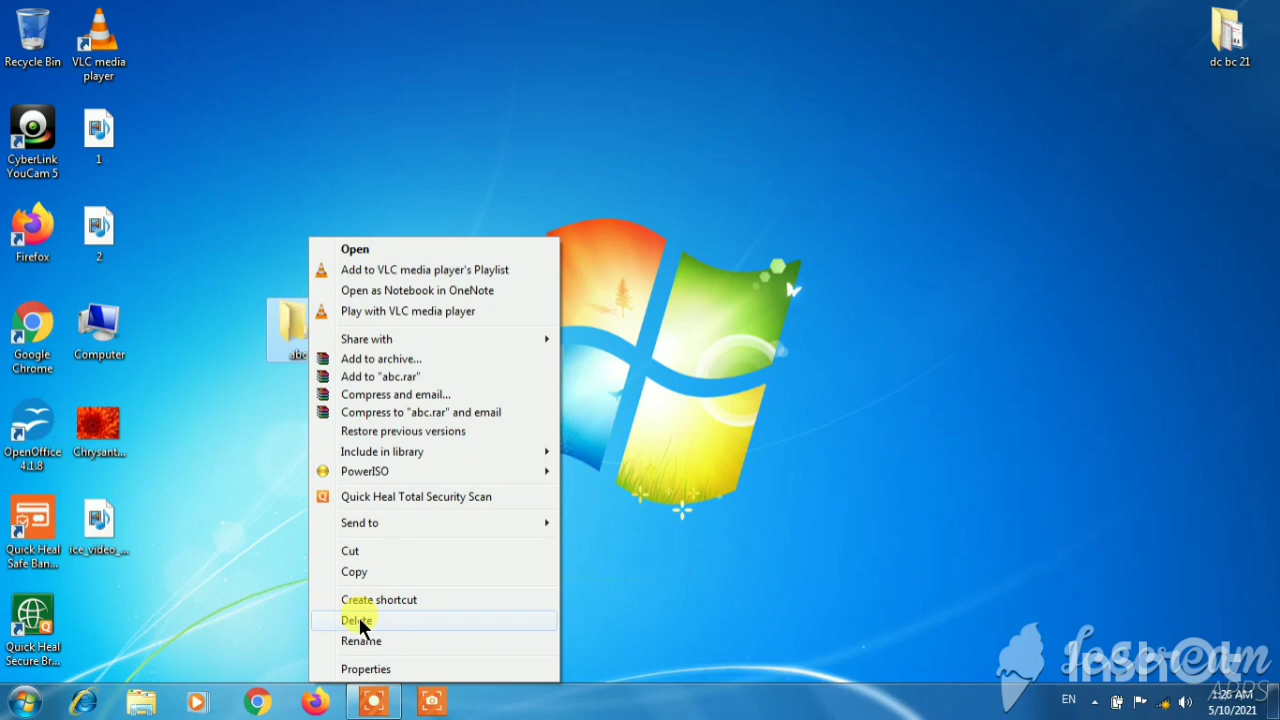 Recycle Bin
VLC media
player
dc bc 21
CyberLink
YouCam 5
1
Firefox
2
Google
Chrome
Computer
OpenOffice
4.1.8
Chrysant...
Quick Heal
Safe Ban...
ice_video_...
Quick Heal
Secure Br...
abc
Open
Add to VLC media player's Playlist
Open as Notebook in OneNote
Play with VLC media player
Share with
Add to archive...
Add to "abc.rar"
Compress and email...
Compress to "abc.rar" and email
Restore previous versions
Include in library
PowerISO
Quick Heal Total Security Scan
Send to
Cut
Copy
Create shortcut
Delete
Rename
Properties
Icecream
APPS
EN
1:26 AM
5/10/2021